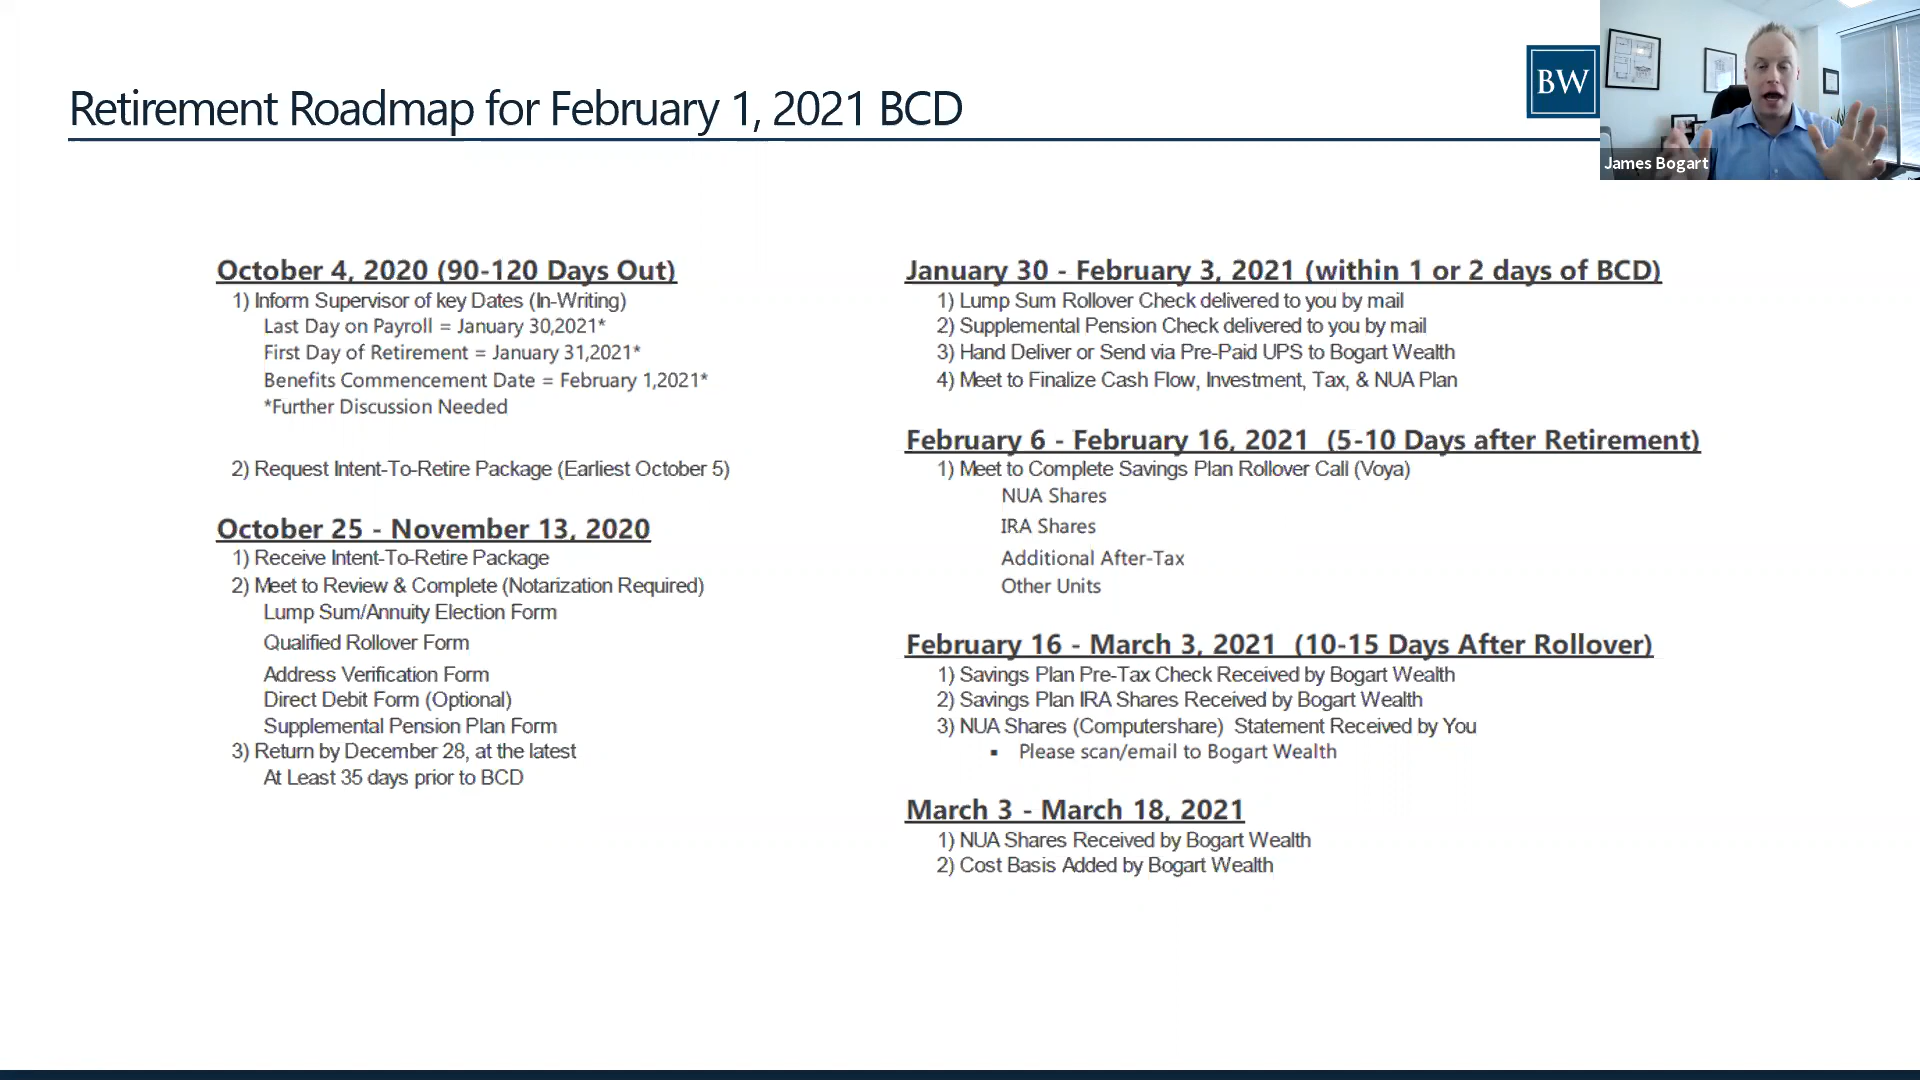 Retirement Roadmap for February 1, 2021 BCD
BW
James Bogart
October 4, 2020 (90-120 Days Out)
1) Inform Supervisor of key Dates (In-Writing)
Last Day on Payroll = January 30,2021*
First Day of Retirement = January 31,2021*
Benefits Commencement Date = February 1,2021*
*Further Discussion Needed
2) Request Intent-To-Retire Package (Earliest October 5)
October 25 - November 13, 2020
1) Receive Intent-To-Retire Package
2) Meet to Review & Complete (Notarization Required)
Lump Sum/Annuity Election Form
Qualified Rollover Form
Address Verification Form
Direct Debit Form (Optional)
Supplemental Pension Plan Form
3) Return by December 28, at the latest
At Least 35 days prior to BCD
January 30 - February 3, 2021 (within 1 or 2 days of BCD)
1) Lump Sum Rollover Check delivered to you by mail
2) Supplemental Pension Check delivered to you by mail
3) Hand Deliver or Send via Pre-Paid UPS to Bogart Wealth
4) Meet to Finalize Cash Flow, Investment, Tax, & NUA Plan
February 6 - February 16, 2021 (5-10 Days after Retirement)
1) Meet to Complete Savings Plan Rollover Call (Voya)
NUA Shares
IRA Shares
Additional After-Tax
Other Units
February 16 - March 3, 2021 (10-15 Days After Rollover)
1) Savings Plan Pre-Tax Check Received by Bogart Wealth
2) Savings Plan IRA Shares Received by Bogart Wealth
3) NUA Shares (Computershare) Statement Received by You
▪ Please scan/email to Bogart Wealth
March 3 - March 18, 2021
1) NUA Shares Received by Bogart Wealth
2) Cost Basis Added by Bogart Wealth